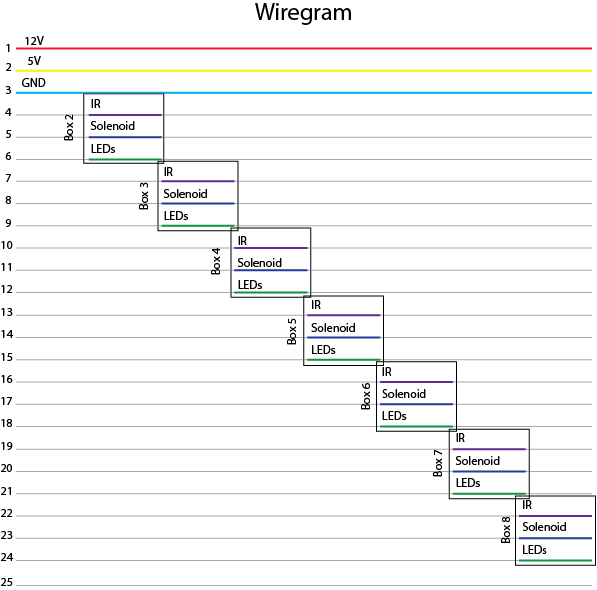 Wiregram
1 12V
2 5V
3 GND
IR
4
Box 2 Solenoid
5
LEDs
6
IR
7
Box 3 Solenoid
8
LEDs
9
IR
10
Box 4 Solenoid
11
LEDs
12
IR
13
Box 5 Solenoid
14
LEDs
15
IR
16
Box 6 Solenoid
17
LEDs
18
IR
19
Box 7 Solenoid
20
LEDs
21
IR
22
Box 8 Solenoid
23
LEDs
24
25